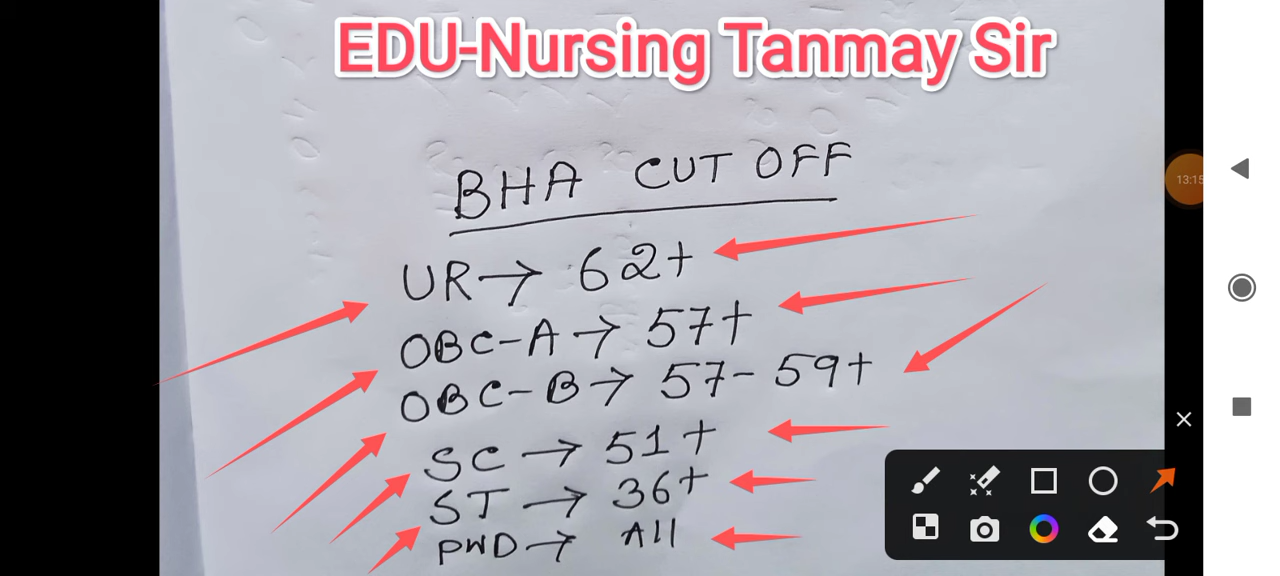 EDU-Nursing Tanmay Sir
BHA CUT OFF
UR→ 62+
OBC-A→ 57+
OBC-B→ 57-59+
SC→ 51+
ST→ 36+
PWD→ All
13:15